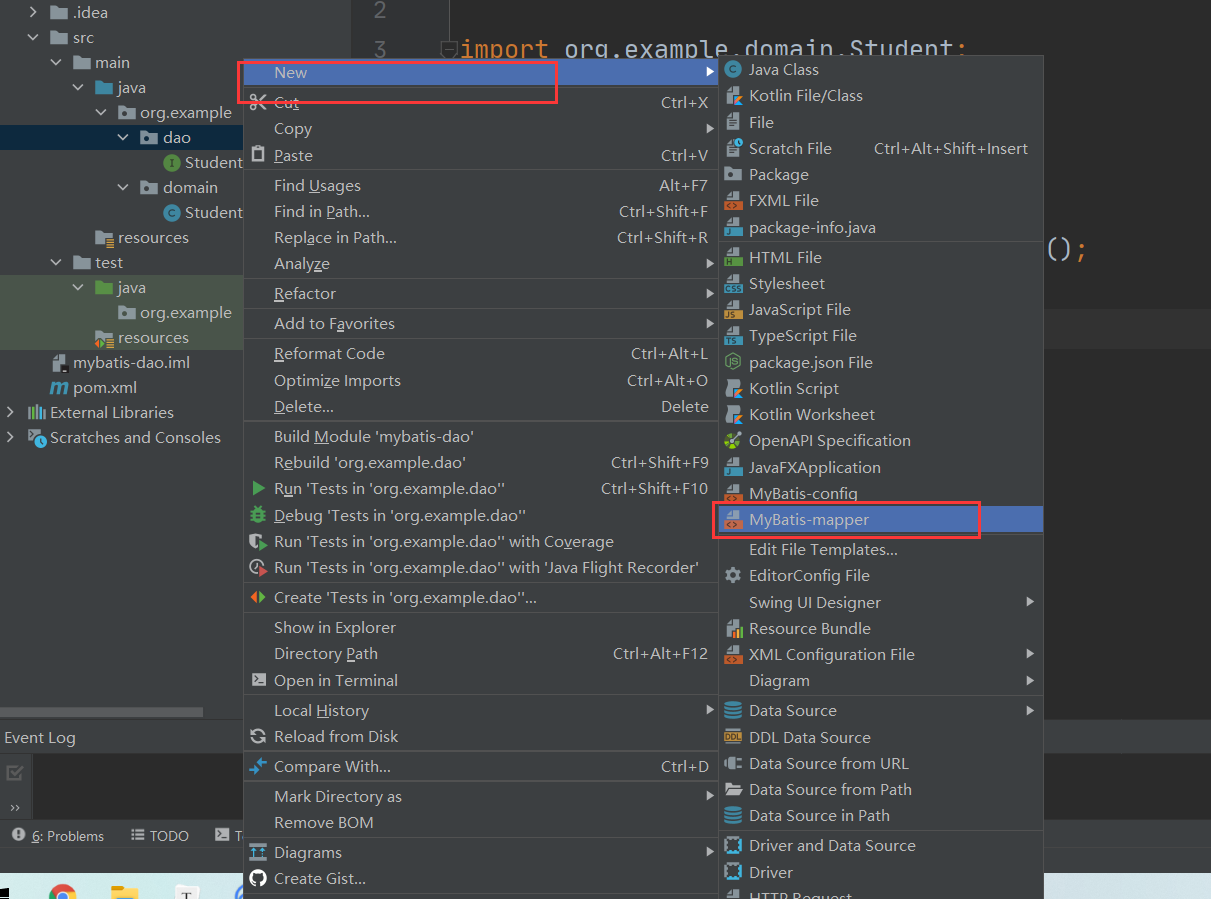 .idea
src
main
java
org.example
dao
Student
domain
Student
resources
test
java
org.example
resources
mybatis-dao.iml
pom.xml
External Libraries
Scratches and Consoles
2
3 import org.example.domain.Student;
();
New
Cut Ctrl+X
Copy
Paste Ctrl+V
Find Usages Alt+F7
Find in Path... Ctrl+Shift+F
Replace in Path... Ctrl+Shift+R
Analyze
Refactor
Add to Favorites
Reformat Code Ctrl+Alt+L
Optimize Imports Ctrl+Alt+O
Delete... Delete
Build Module 'mybatis-dao'
Rebuild 'org.example.dao' Ctrl+Shift+F9
Run 'Tests in 'org.example.dao'' Ctrl+Shift+F10
Debug 'Tests in 'org.example.dao''
Run 'Tests in 'org.example.dao'' with Coverage
Run 'Tests in 'org.example.dao'' with 'Java Flight Recorder'
Create 'Tests in 'org.example.dao''...
Show in Explorer
Directory Path Ctrl+Alt+F12
Open in Terminal
Local History
Reload from Disk
Compare With... Ctrl+D
Mark Directory as
Remove BOM
Diagrams
Create Gist...
Java Class
Kotlin File/Class
File
Scratch File Ctrl+Alt+Shift+Insert
Package
FXML File
package-info.java
HTML File
Stylesheet
JavaScript File
TypeScript File
package.json File
Kotlin Script
Kotlin Worksheet
OpenAPI Specification
JavaFXApplication
MyBatis-config
MyBatis-mapper
Edit File Templates...
EditorConfig File
Swing UI Designer
Resource Bundle
XML Configuration File
Diagram
Data Source
DDL Data Source
Data Source from URL
Data Source from Path
Data Source in Path
Driver and Data Source
Driver
HTTP Request
Event Log
6: Problems
TODO